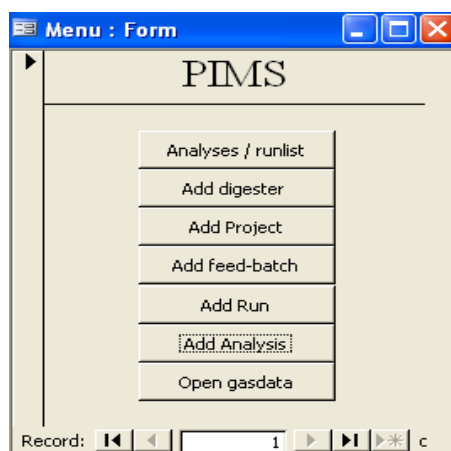 Menu : Form
PIMS
Analyses / runlist
Add digester
Add Project
Add feed-batch
Add Run
Add Analysis
Open gasdata
Record: 1 c